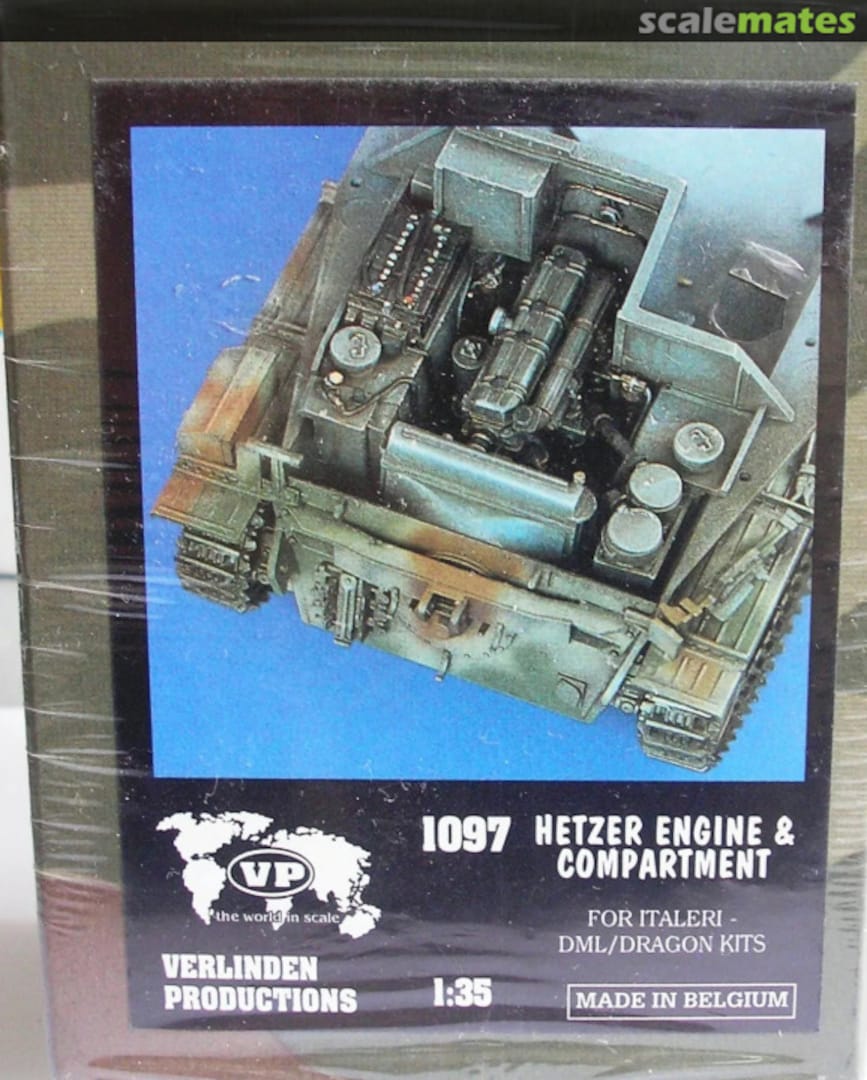 scalemates
1097 HETZER ENGINE &
COMPARTMENT
VP
the world in scale
FOR ITALERI -
DML/DRAGON KITS
VERLINDEN
PRODUCTIONS
1:35
MADE IN BELGIUM